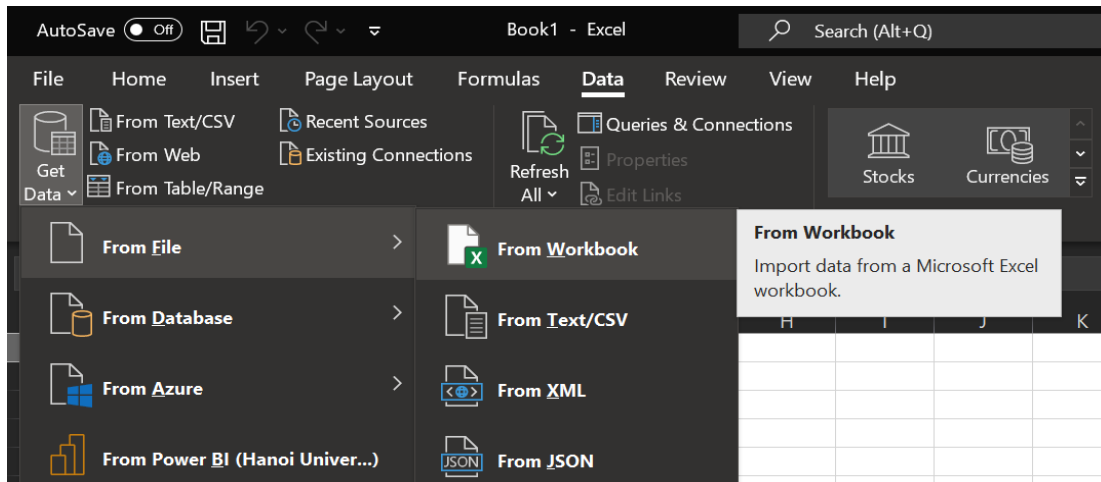 AutoSave Off Book1 - Excel Search (Alt+Q)
File Home Insert Page Layout Formulas Data Review View Help
Get Data
From Text/CSV
From Web
From Table/Range
Recent Sources
Existing Connections
Refresh All
Queries & Connections
Properties
Edit Links
Stocks
Currencies
From File
From Database
From Azure
From Power BI (Hanoi Univer...)
From Workbook
From Text/CSV
From XML
JSON From JSON
From Workbook
Import data from a Microsoft Excel
workbook.
H I J K